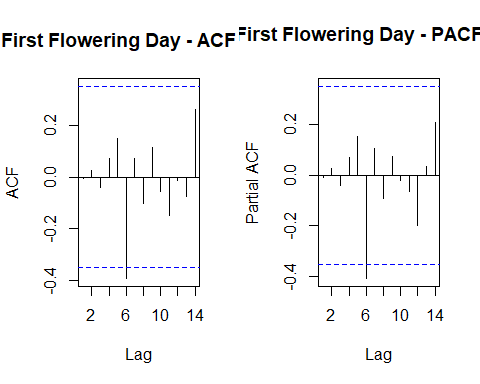 First Flowering Day - ACF
ACF
0.2
0.0
-0.2
-0.4
2
6
10
14
Lag
First Flowering Day - PACF
Partial ACF
0.2
0.0
-0.2
-0.4
2
6
10
14
Lag